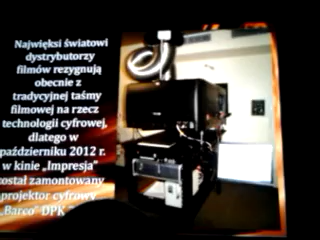 Najwięksi światowi
dystrybutorzy
filmów rezygnują
obecnie z
tradycyjnej taśmy
filmowej na rzecz
technologii cyfrowej,
dlatego w
październiku 2012 r.
w kinie „Impresja”
został zamontowany
projektor cyfrowy
„Barco” DPK